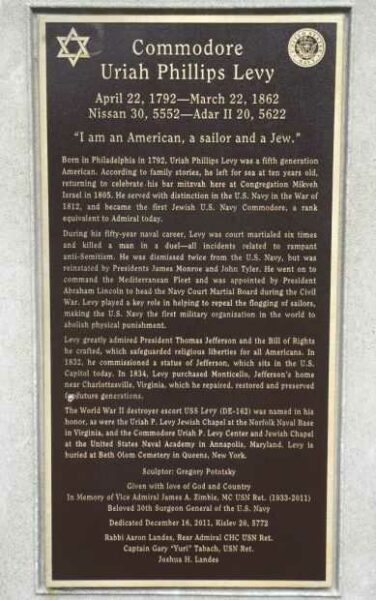 Commodore
Uriah Phillips Levy
April 22, 1792—March 22, 1862
Nissan 30, 5552—Adar II 20, 5622
“I am an American, a sailor and a Jew.”
Born in Philadelphia in 1792, Uriah Phillips Levy was a fifth generation
American. According to family stories, he left for sea at ten years old,
returning to celebrate his bar mitzvah here at Congregation Mikveh
Israel in 1805. He served with distinction in the U.S. Navy in the War of
1812, and became the first Jewish U.S. Navy Commodore, a rank
equivalent to Admiral today.
During his fifty-year naval career, Levy was court martialed six times
and killed a man in a duel—all incidents related to rampant
anti-Semitism. He was dismissed twice from the U.S. Navy, but was
reinstated by Presidents James Monroe and John Tyler. He went on to
command the Mediterranean Fleet and was appointed by President
Abraham Lincoln to head the Navy Court Martial Board during the Civil
War. Levy played a key role in helping to repeal the flogging of sailors,
making the U.S. Navy the first military organization in the world to
abolish physical punishment.
Levy greatly admired President Thomas Jefferson and the Bill of Rights
he crafted, which safeguarded religious liberties for all Americans. In
1832, he commissioned a statue of Jefferson, which sits in the U.S.
Capitol today. In 1834, Levy purchased Monticello, Jefferson's home
near Charlottesville, Virginia, which he repaired, restored and preserved
for future generations.
The World War II destroyer escort USS Levy (DE-162) was named in his
honor, as were the Uriah P. Levy Jewish Chapel at the Norfolk Naval Base
in Virginia, and the Commodore Uriah P. Levy Center and Jewish Chapel
at the United States Naval Academy in Annapolis, Maryland. Levy is
buried at Beth Olom Cemetery in Queens, New York.
Sculptor: Gregory Pototsky
Given with love of God and Country
In Memory of Vice Admiral James A. Zimble, MC USN Ret. (1933-2011)
Beloved 30th Surgeon General of the U.S. Navy
Dedicated December 16, 2011, Kislev 20, 5772
Rabbi Aaron Landes, Rear Admiral CHC USN Ret.
Captain Gary “Yuri” Tabach, USN Ret.
Joshua H. Landes